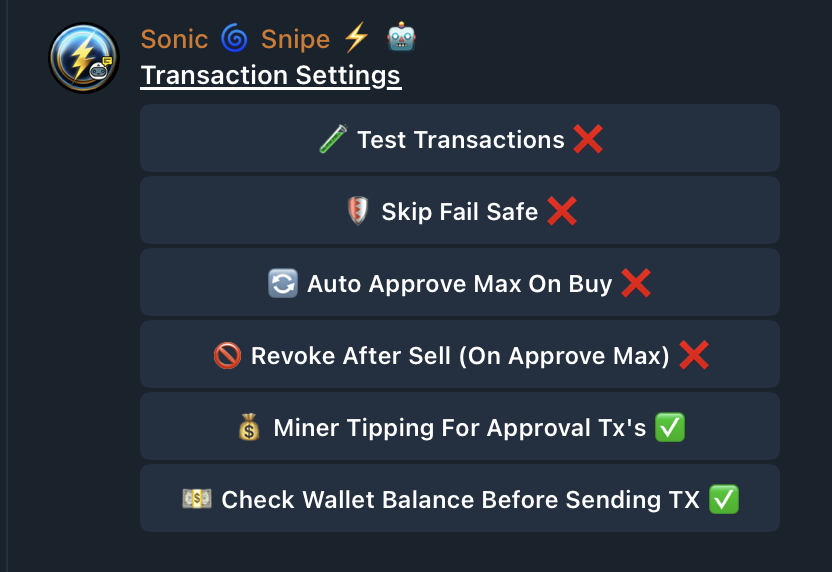 Sonic 🌀 Snipe ⚡ 🤖
Transaction Settings
🧪 Test Transactions ❌
🛡 Skip Fail Safe ❌
🔄 Auto Approve Max On Buy ❌
🚫 Revoke After Sell (On Approve Max) ❌
💰 Miner Tipping For Approval Tx's ✅
💵 Check Wallet Balance Before Sending TX ✅